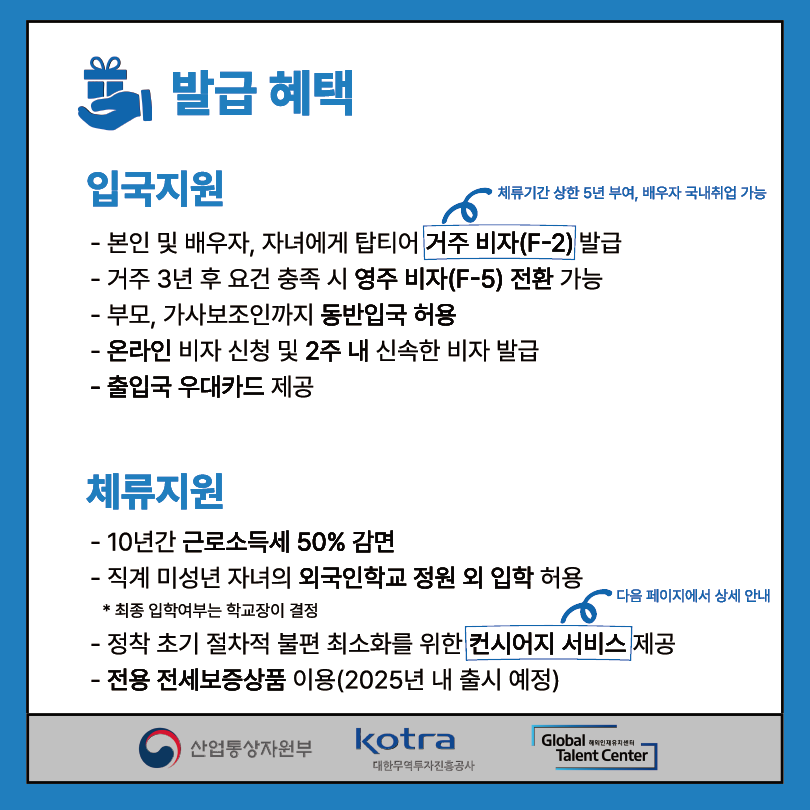 발급 혜택
입국지원
체류기간 상한 5년 부여, 배우자 국내취업 가능
- 본인 및 배우자, 자녀에게 탑티어 거주 비자(F-2) 발급
- 거주 3년 후 요건 충족 시 영주 비자(F-5) 전환 가능
- 부모, 가사보조인까지 동반입국 허용
- 온라인 비자 신청 및 2주 내 신속한 비자 발급
- 출입국 우대카드 제공
체류지원
- 10년간 근로소득세 50% 감면
- 직계 미성년 자녀의 외국인학교 정원 외 입학 허용
다음 페이지에서 상세 안내
* 최종 입학여부는 학교장이 결정
- 정착 초기 절차적 불편 최소화를 위한 컨시어지 서비스 제공
- 전용 전세보증상품 이용(2025년 내 출시 예정)
산업통상자원부
kotra
대한무역투자진흥공사
Global 해외인재유치센터
Talent Center